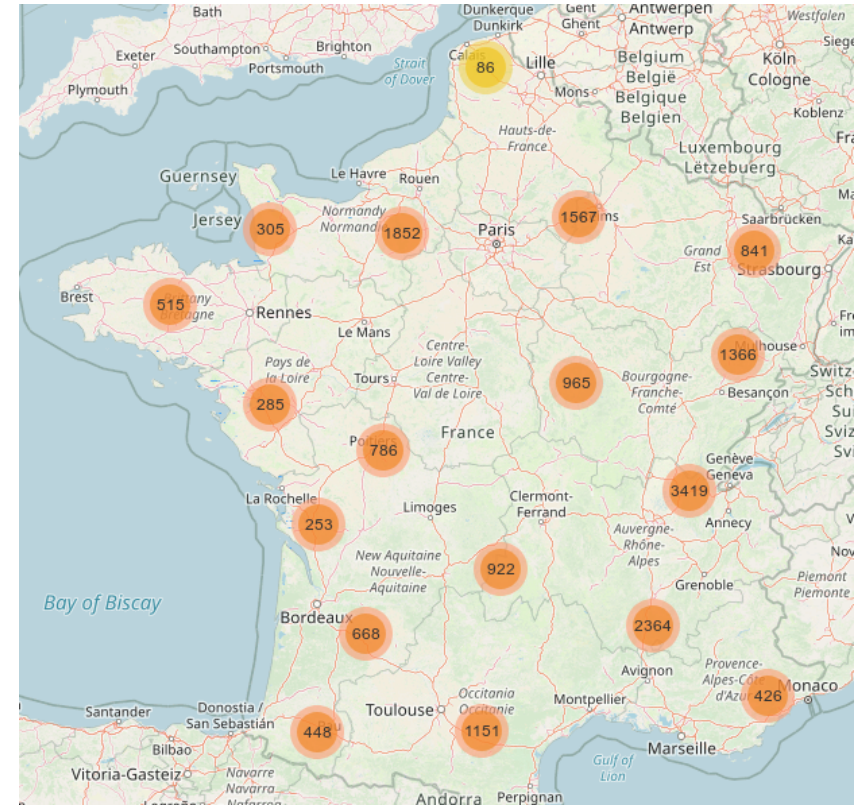 Bath
Dunkerque
Dunkirk
Gent
Ghent
Antwerpen
Antwerp
Westfalen
Exeter
Southampton
Brighton
Portsmouth
Plymouth
Strait
of Dover
Calais
86
Lille
Mons
Belgium
België
Belgique
Belgien
Köln
Cologne
Koblenz
Hauts-de-
France
Luxembourg
Lëtzebuerg
Guernsey
Jersey
Le Havre
Rouen
305
Normandy
1852
Paris
1567
Saarbrücken
841
Grand
Est
Strasbourg
Brest
515
Rennes
Le Mans
Centre-
Loire Valley
Centre-
Val de Loire
1366
Pays de
la Loire
Tours
285
965
Bourgogne-
Franche-
Comté
Besançon
786
France
Genève
Geneva
3419
La Rochelle
253
Limoges
Clermont-
Ferrand
Annecy
Auvergne-
Rhône-
Alpes
New Aquitaine
Nouvelle-
Aquitaine
922
Grenoble
Piemont
Piemonte
Bay of Biscay
Bordeaux
668
2364
Avignon
Provence-
Alpes-Côte
426
Monaco
Santander
Donostia /
San Sebastián
448
Toulouse
Occitania
1151
Montpellier
Marseille
Bilbao
Vitoria-Gasteiz
Navarre
Navarra
Gulf of
Lion
Andorra
Perpignan